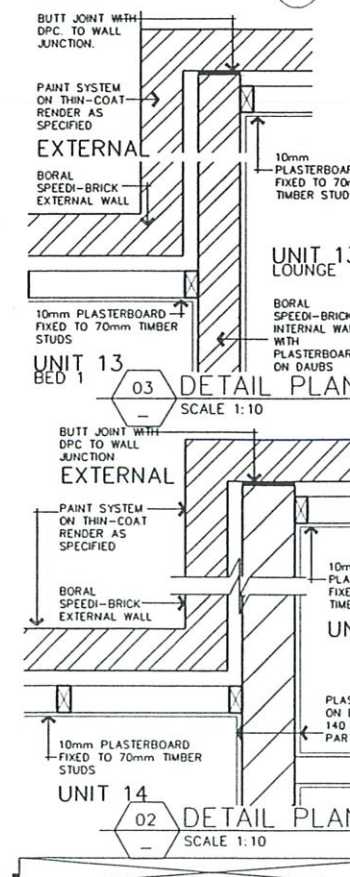 BUTT JOINT WITH
DPC. TO WALL
JUNCTION.
PAINT SYSTEM
ON THIN-COAT
RENDER AS
SPECIFIED
EXTERNAL
BORAL
SPEEDI-BRICK
EXTERNAL WALL
10mm
FIXED TO
TIMBER
UNIT
LOUNGE
BORAL
INTERNAL
WITH
ON DAUBS
10mm PLASTERBOARD
FIXED TO 70mm TIMBER
STUDS
UNIT 13
BED 1
03 DETAIL
–
SCALE 1:10
BUTT JOINT WITH
DPC TO WALL
JUNCTION
EXTERNAL
PAINT SYSTEM
ON THIN-COAT
RENDER AS
SPECIFIED
BORAL
SPEEDI-BRICK
EXTERNAL WALL
ON
140
10mm PLASTERBOARD
FIXED TO 70mm TIMBER
STUDS
UNIT 14
02 DETAIL
–
SCALE 1:10